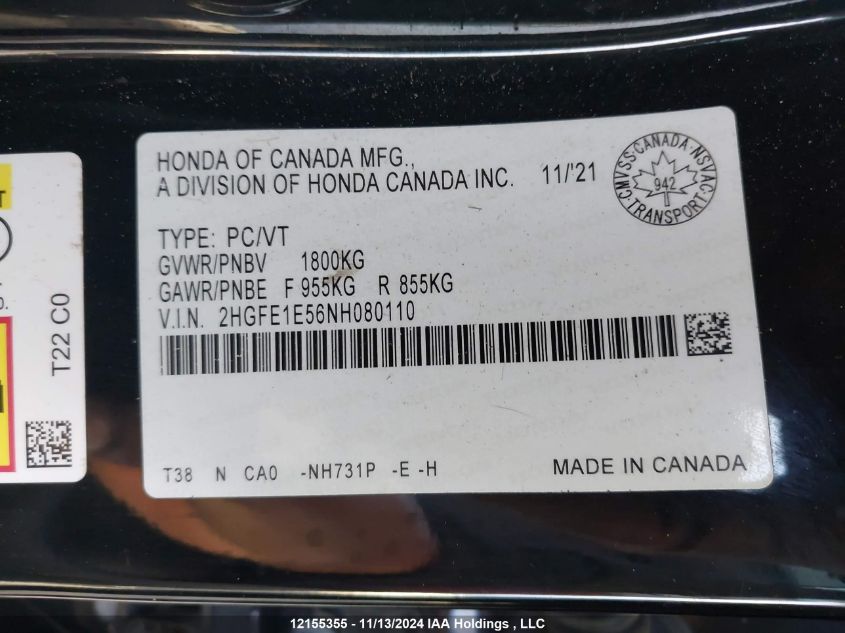 HONDA OF CANADA MFG.,
A DIVISION OF HONDA CANADA INC. 11/'21
CMVSS·CANADA·NSVAC
942
TRANSPORT
TYPE: PC/VT
GVWR/PNBV 1800KG
GAWR/PNBE F 955KG R 855KG
V.I.N. 2HGFE1E56NH080110
T38 N CA0 -NH731P -E -H
MADE IN CANADA
T22 C0
12155355 - 11/13/2024 IAA Holdings , LLC